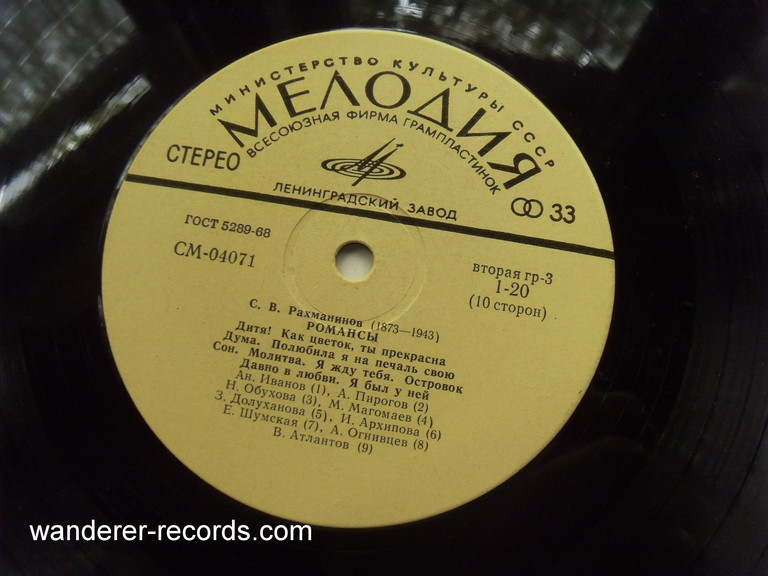 МИНИСТЕРСТВО КУЛЬТУРЫ СССР
МЕЛОДИЯ
ВСЕСОЮЗНАЯ ФИРМА ГРАМПЛАСТИНОК
СТЕРЕО
ЛЕНИНГРАДСКИЙ ЗАВОД
33
ГОСТ 5289-68
СМ-04071
вторая гр-3
1-20
(10 сторон)
С. В. Рахманинов (1873—1943)
РОМАНСЫ
Дитя! Как цветок, ты прекрасна
Дума. Полюбила я на печаль свою
Сон. Молитва. Я жду тебя. Островок
Давно в любви. Я был у ней
Ан. Иванов (1), А. Пирогов (2)
Н. Обухова (3), М. Магомаев (4)
З. Долуханова (5), И. Архипова (6)
Е. Шумская (7), А. Огнивцев (8)
В. Атлантов (9)
wanderer-records.com